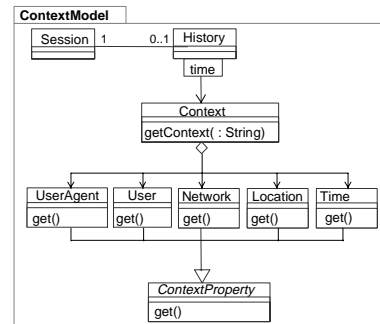 ContextModel
Session 1 0..1 History
time
Context
getContext( : String)
UserAgent User Network Location Time
get() get() get() get() get()
ContextProperty
get()